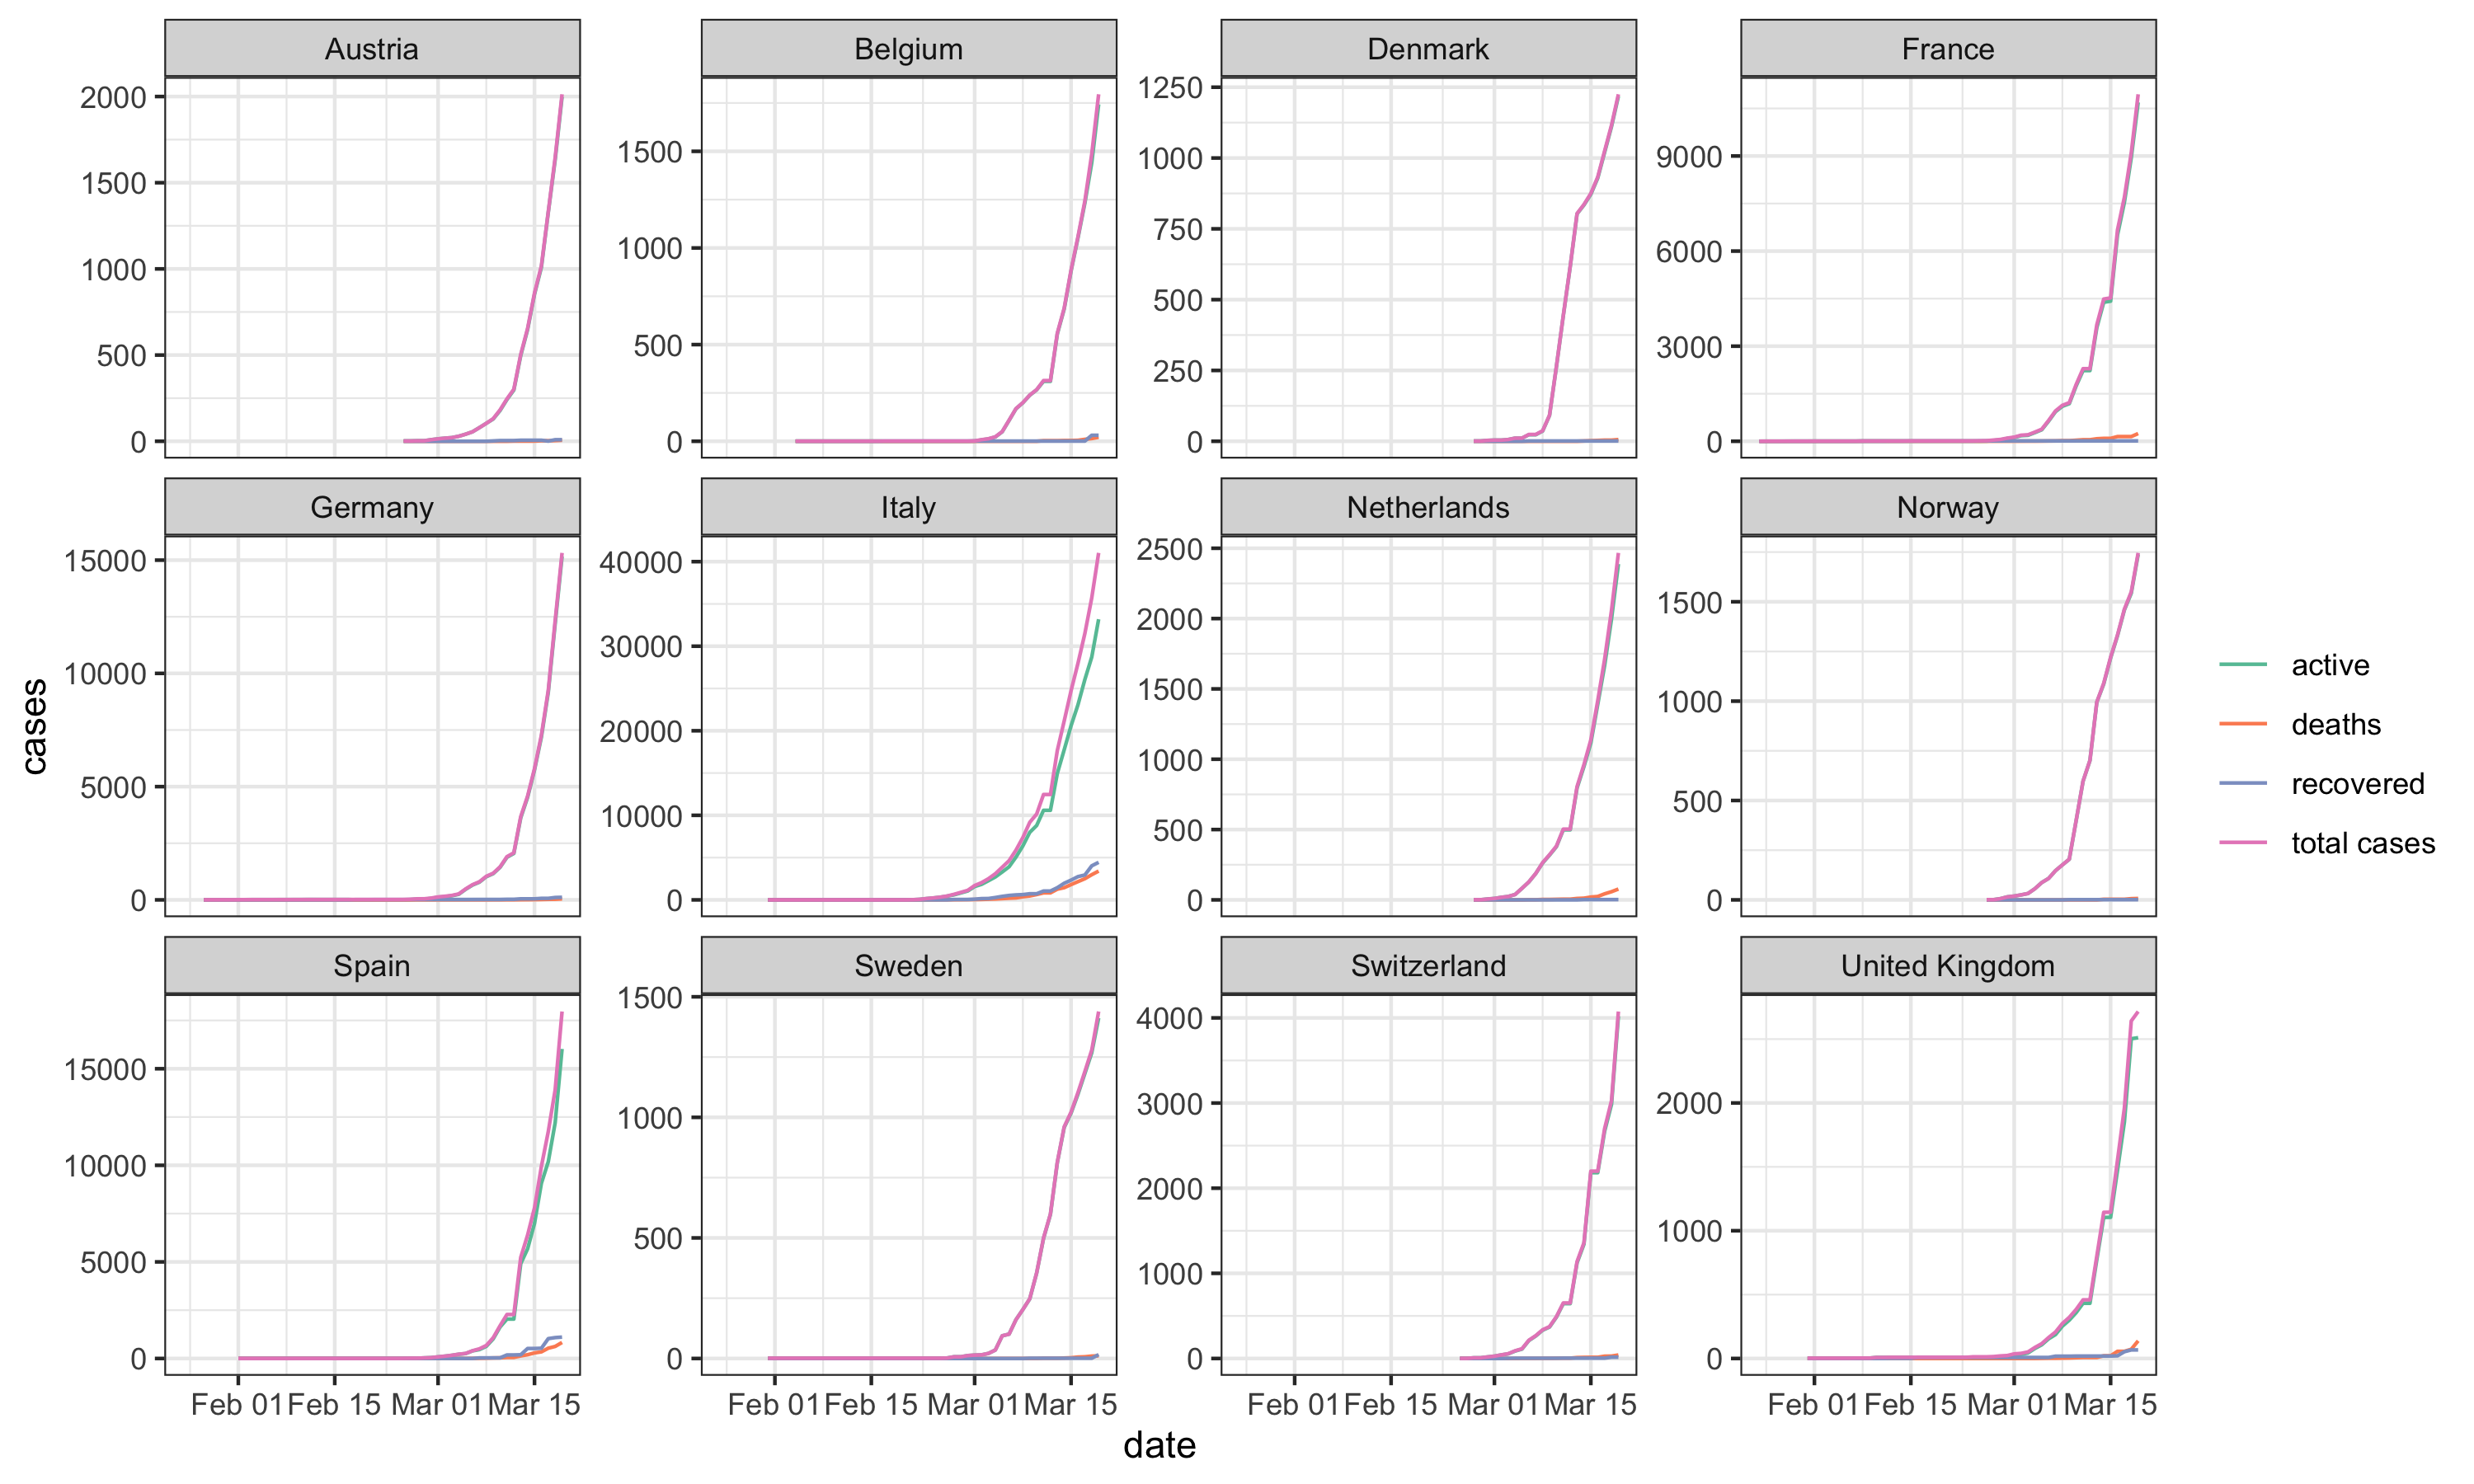 Austria
Belgium
Denmark
France
2000
1500
1000
500
0
1500
1000
500
0
1250
1000
750
500
250
0
9000
6000
3000
0
Germany
Italy
Netherlands
Norway
15000
10000
5000
0
40000
30000
20000
10000
0
2500
2000
1500
1000
500
0
1500
1000
500
0
Spain
Sweden
Switzerland
United Kingdom
15000
10000
5000
0
1500
1000
500
0
4000
3000
2000
1000
0
2000
1000
0
Feb 01 Feb 15 Mar 01 Mar 15
Feb 01 Feb 15 Mar 01 Mar 15
Feb 01 Feb 15 Mar 01 Mar 15
Feb 01 Feb 15 Mar 01 Mar 15
date
cases
active
deaths
recovered
total cases